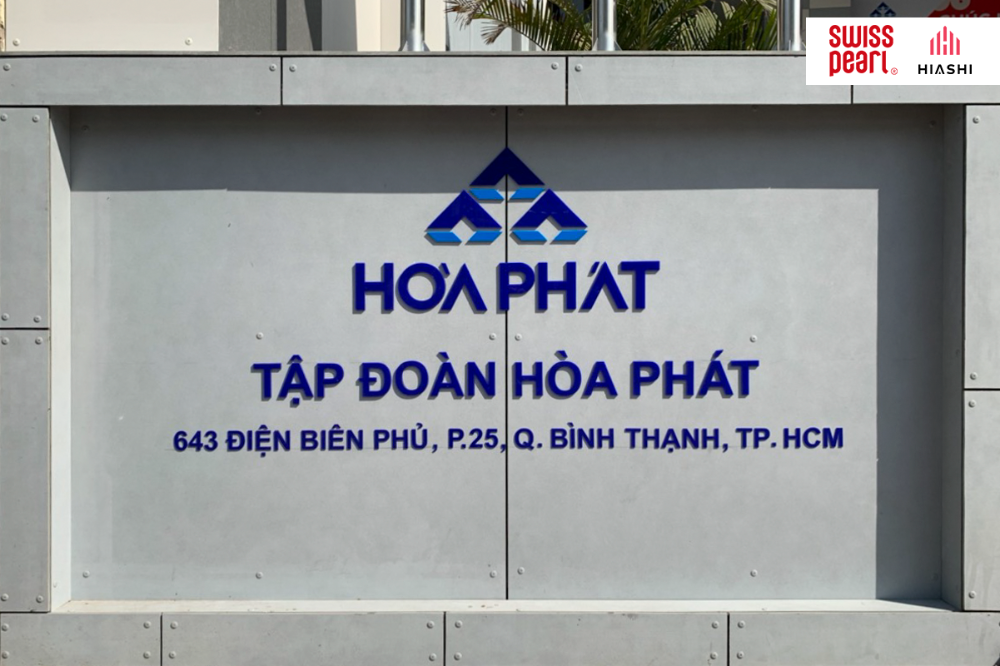 SWISS
pearl®
HIASHI
HÒA PHÁT
TẬP ĐOÀN HÒA PHÁT
643 ĐIỆN BIÊN PHỦ, P.25, Q. BÌNH THẠNH, TP. HCM